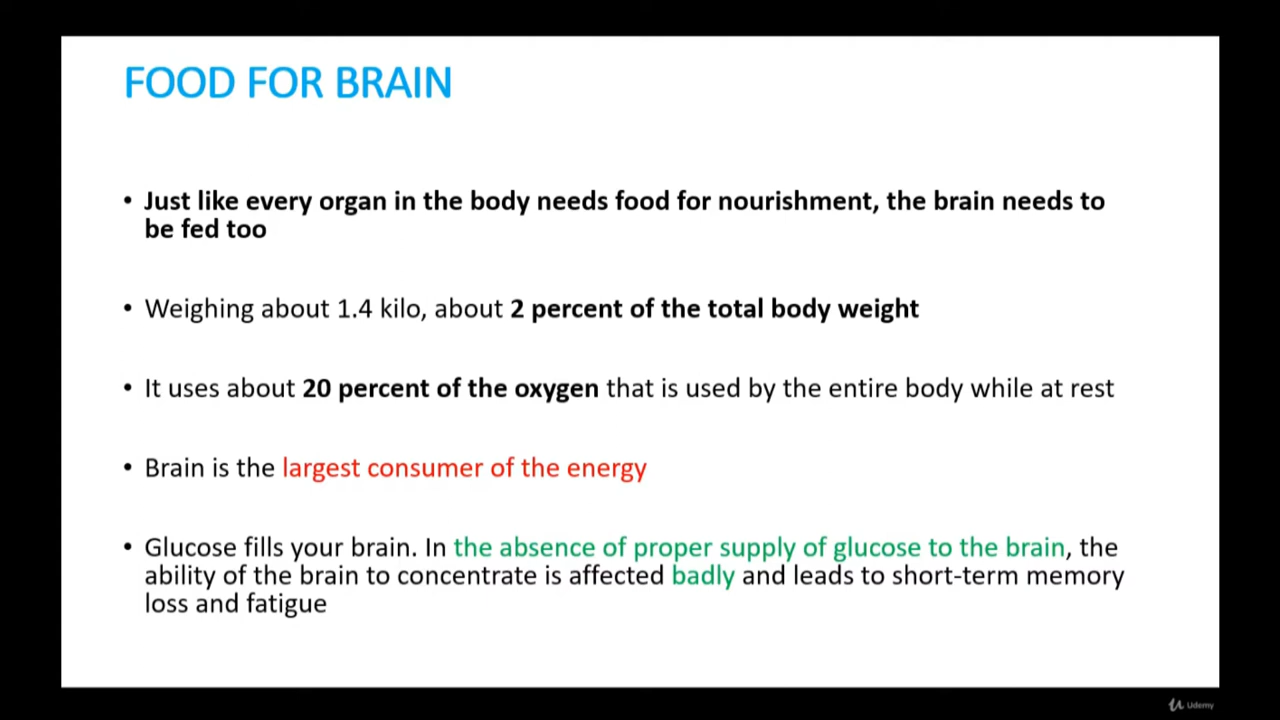 FOOD FOR BRAIN
• Just like every organ in the body needs food for nourishment, the brain needs to
be fed too
• Weighing about 1.4 kilo, about 2 percent of the total body weight
• It uses about 20 percent of the oxygen that is used by the entire body while at rest
• Brain is the largest consumer of the energy
• Glucose fills your brain. In the absence of proper supply of glucose to the brain, the
ability of the brain to concentrate is affected badly and leads to short-term memory
loss and fatigue
Udemy